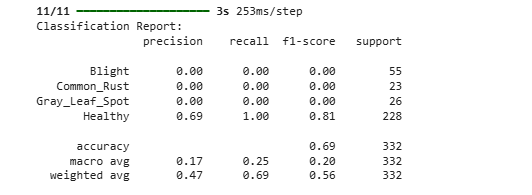 11/11 ━━━━━━━━━━━━━━━━━━━━ 3s 253ms/step
Classification Report:
precision recall f1-score support
Blight 0.00 0.00 0.00 55
Common_Rust 0.00 0.00 0.00 23
Gray_Leaf_Spot 0.00 0.00 0.00 26
Healthy 0.69 1.00 0.81 228
accuracy 0.69 332
macro avg 0.17 0.25 0.20 332
weighted avg 0.47 0.69 0.56 332